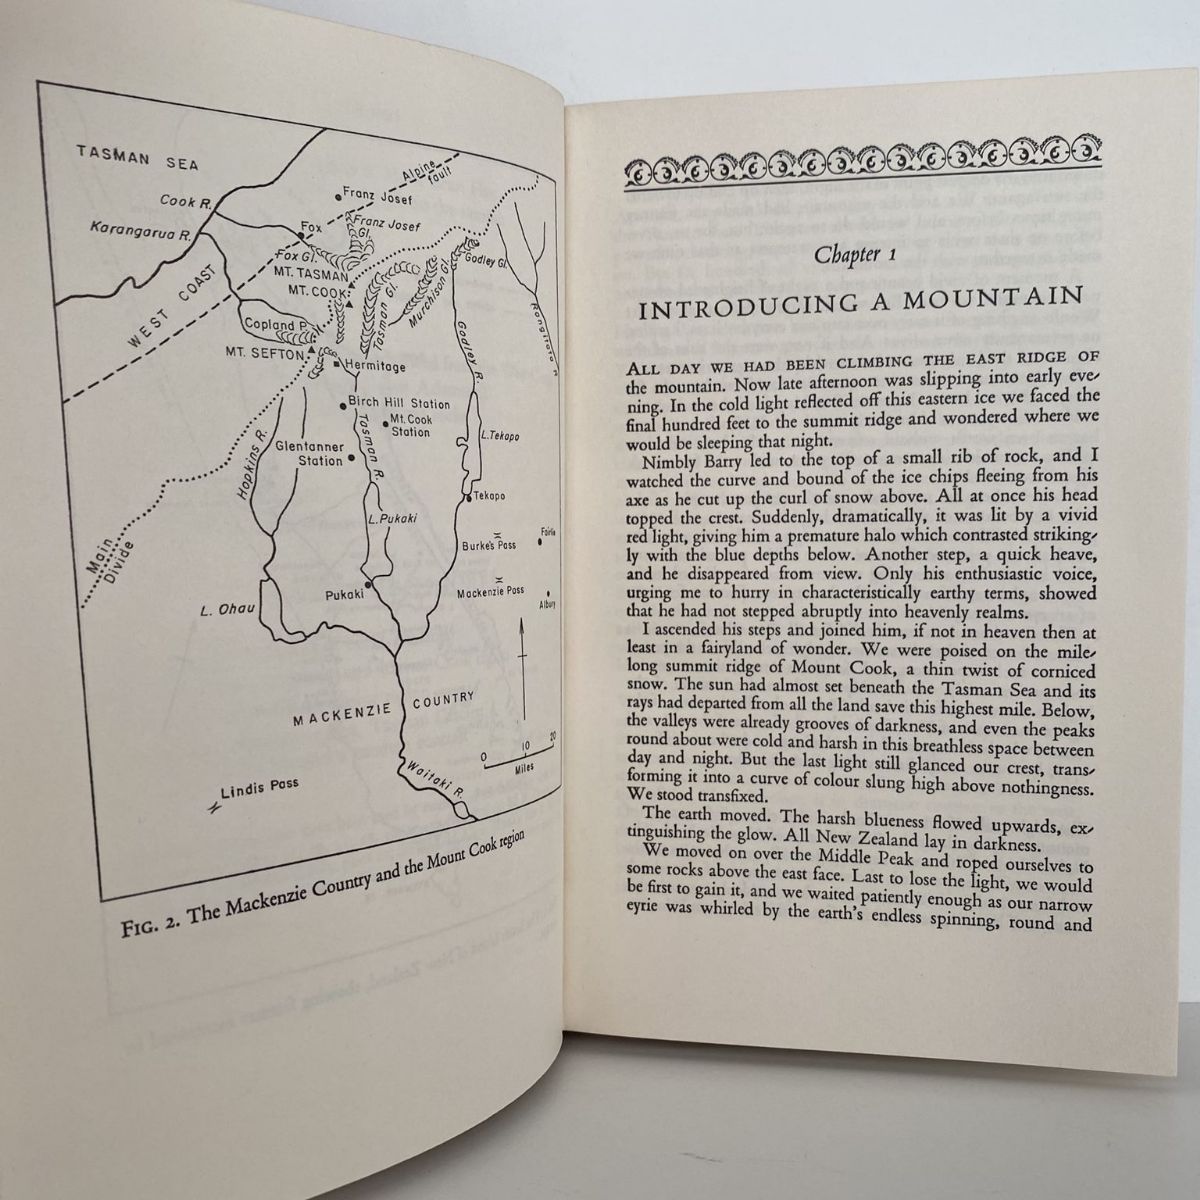 TASMAN SEA
Alpine
fault
Franz Josef
Cook R.
Karangarua R.
Fox
Franz Josef
Gl.
Fox Gl.
Godley Gl.
MT. TASMAN
MT. COOK
WEST COAST
Tasman Gl.
Murchison Gl.
Rangitata R
Copland P.
MT. SEFTON
Hermitage
Godley R.
Birch Hill Station
Mt. Cook
Station
Tasman R.
Hopkins R.
Glentanner
Station
L. Tekapo
Tekapo
L. Pukaki
Fairlie
Burke's Pass
Main
Divide
Mackenzie Pass
Pukaki
Albury
L. Ohau
MACKENZIE COUNTRY
0 10 20
Miles
Waitaki R.
Lindis Pass
FIG. 2. The Mackenzie Country and the Mount Cook region
Chapter 1
INTRODUCING A MOUNTAIN
ALL DAY WE HAD BEEN CLIMBING THE EAST RIDGE OF
the mountain. Now late afternoon was slipping into early eve-
ning. In the cold light reflected off this eastern ice we faced the
final hundred feet to the summit ridge and wondered where we
would be sleeping that night.
Nimbly Barry led to the top of a small rib of rock, and I
watched the curve and bound of the ice chips fleeing from his
axe as he cut up the curl of snow above. All at once his head
topped the crest. Suddenly, dramatically, it was lit by a vivid
red light, giving him a premature halo which contrasted striking-
ly with the blue depths below. Another step, a quick heave,
and he disappeared from view. Only his enthusiastic voice,
urging me to hurry in characteristically earthy terms, showed
that he had not stepped abruptly into heavenly realms.
I ascended his steps and joined him, if not in heaven then at
least in a fairyland of wonder. We were poised on the mile-
long summit ridge of Mount Cook, a thin twist of corniced
snow. The sun had almost set beneath the Tasman Sea and its
rays had departed from all the land save this highest mile. Below,
the valleys were already grooves of darkness, and even the peaks
round about were cold and harsh in this breathless space between
day and night. But the last light still glanced our crest, trans-
forming it into a curve of colour slung high above nothingness.
We stood transfixed.
The earth moved. The harsh blueness flowed upwards, ex-
tinguishing the glow. All New Zealand lay in darkness.
We moved on over the Middle Peak and roped ourselves to
some rocks above the east face. Last to lose the light, we would
be first to gain it, and we waited patiently enough as our narrow
eyrie was whirled by the earth's endless spinning, round and